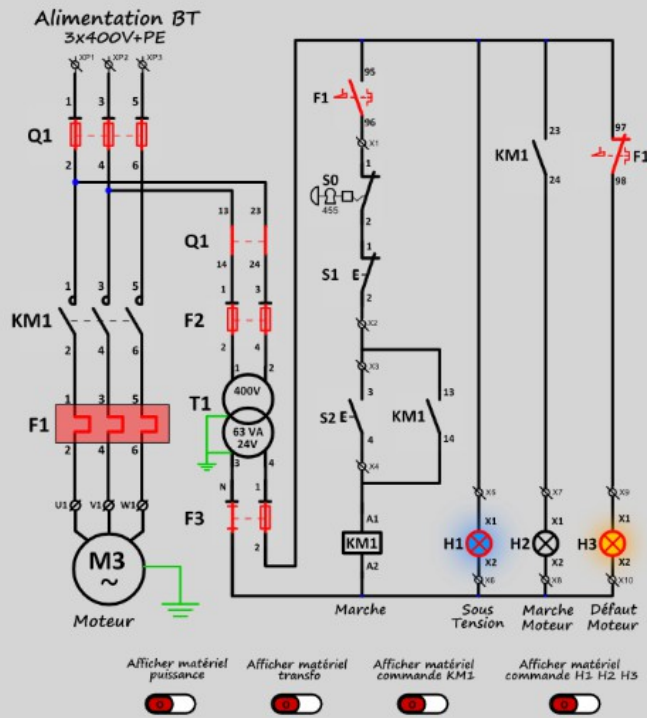 Alimentation BT
3x400V+PE
XP1 XP2 XP3
1 3 5
Q1
2 4 6
13 23
Q1
14 24
1 3 5
KM1
2 4 6
1 3
F2
2 4
1 2
400V
T1
63 VA
24V
3 4
1 3 5
F1
2 4 6
N 1
F3
2
U1 V1 W1
M3
~
Moteur
95
F1
96
X1
1
S0
455
2
1
S1 E
2
X2
X3
3 13
S2 E KM1
4 14
X4
A1
KM1
A2
Marche
X5
X1
H1
X2
X6
Sous
Tension
23
KM1
24
X7
X1
H2
X2
X8
Marche
Moteur
97
F1
98
X9
X1
H3
X2
X10
Défaut
Moteur
Afficher matériel
puissance
Afficher matériel
transfo
Afficher matériel
commande KM1
Afficher matériel
commande H1 H2 H3
0 0 0 0